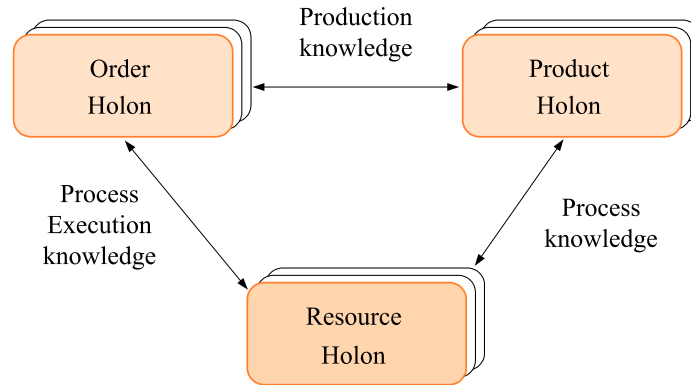 Production
knowledge
Order
Holon
Product
Holon
Process
Execution
knowledge
Process
knowledge
Resource
Holon